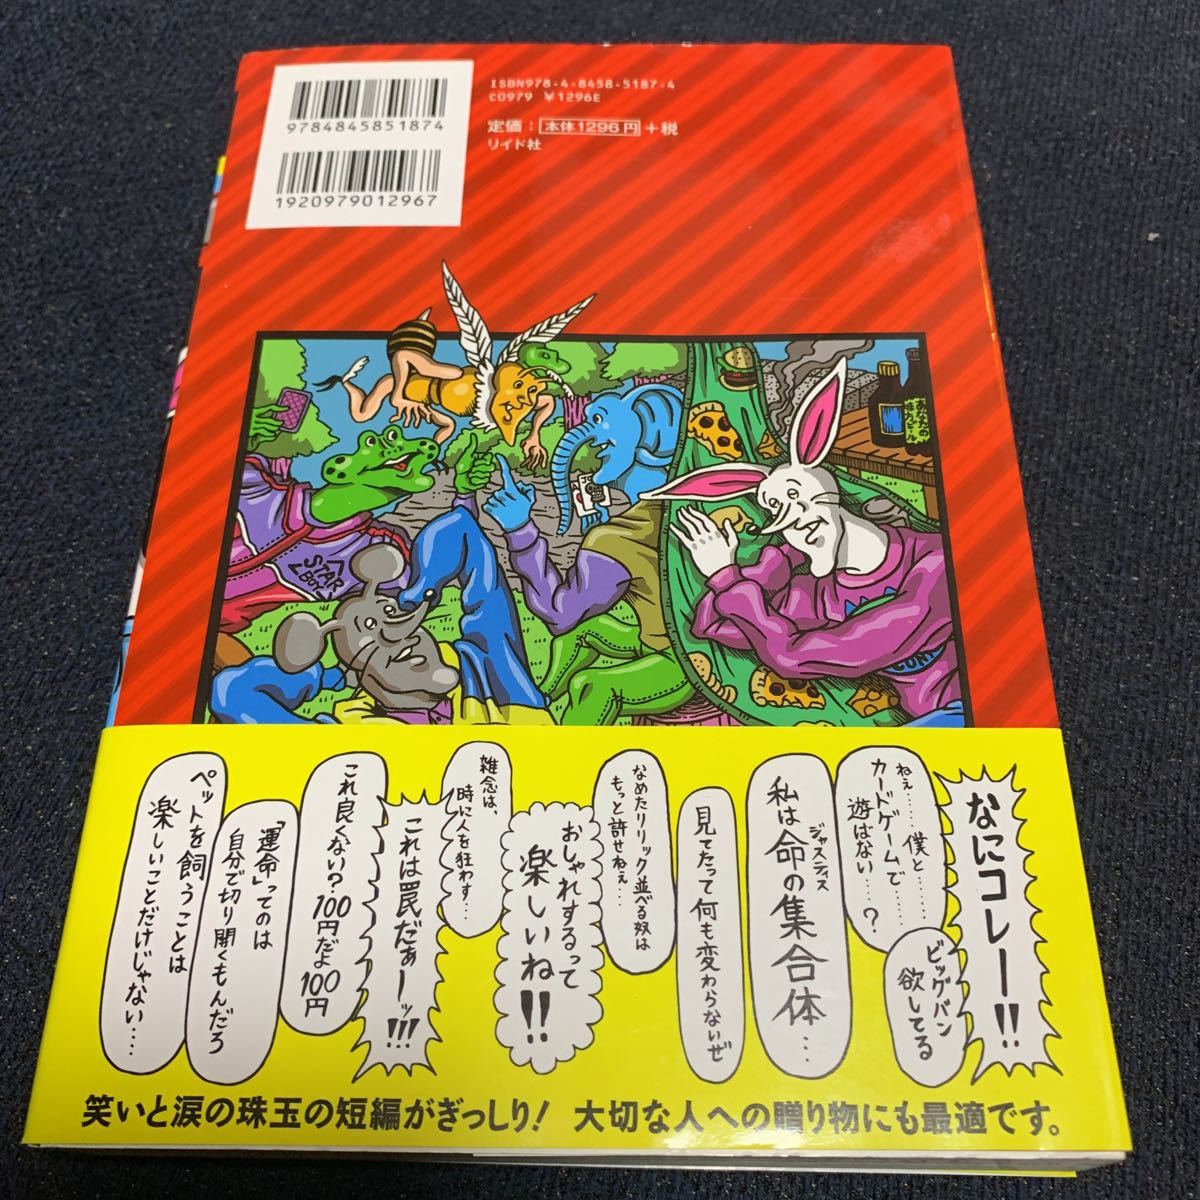 ISBN978-4-8458-5187-4
C0979 ¥1296E
定価：本体1296円+税
リイド社
9784845851874
1920979012967
STAR
BOY
なにコレー!!
ビッグバン
欲してる
ねぇ……僕と……
カードゲームで
遊ばない……？
ジャスティス
私は命の集合体…
見てたって何も変わらないぜ
なめたリリック並べる奴は
もっと許せねぇ…
おしゃれするって
楽しいね!!
雑念は、
時に人を狂わす…
これは罠だぁーッ!!!
これ良くない？100円だよ100円
「運命」っての は
自分で切り開くもんだろ
ペットを飼うことは
楽しいことだけじゃない…
笑いと涙の珠玉の短編がぎっしり！ 大切な人への贈り物にも最適です。